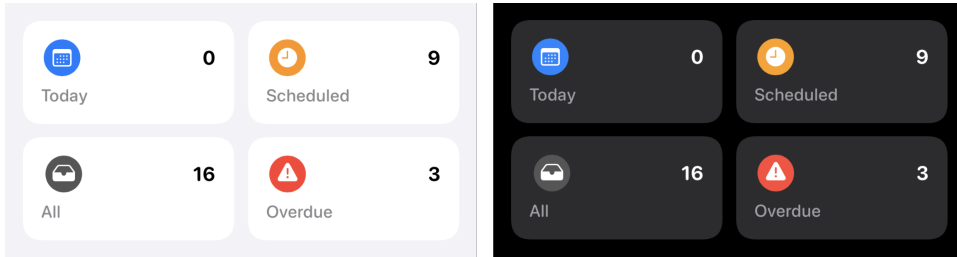 0
9
Today
Scheduled
16
3
All
Overdue
0
9
Today
Scheduled
16
3
All
Overdue